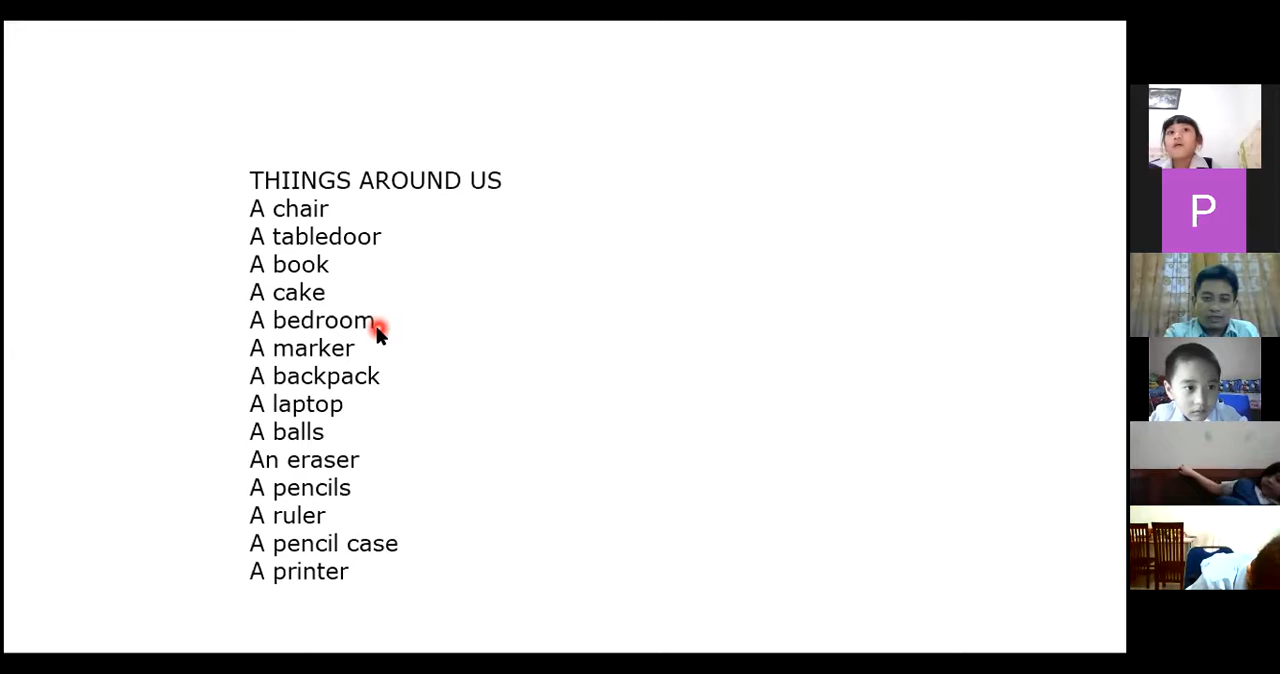 THIINGS AROUND US
A chair
A tabledoor
A book
A cake
A bedroom
A marker
A backpack
A laptop
A balls
An eraser
A pencils
A ruler
A pencil case
A printer
P